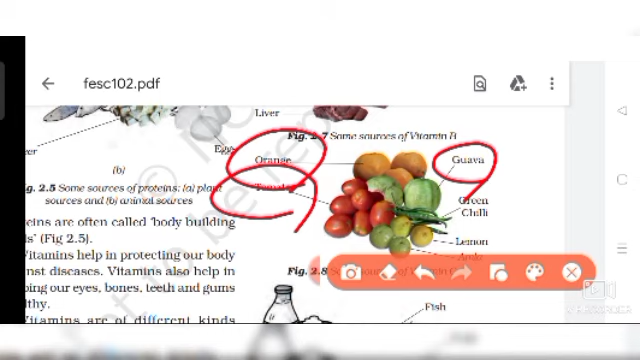 fesc102.pdf
Liver
Egg
Fig. 2.7 Some sources of Vitamin B
(b)
Orange
Guava
g. 2.5 Some sources of proteins: (a) plant
sources and (b) animal sources
Green
Chilli
eins are often called 'body building
s' (Fig 2.5).
Lemon
Vitamins help in protecting our body
Amla
nst diseases. Vitamins also help in
Fig. 2.8
ing our eyes, bones, teeth and gums
lthy.
Fish
Vitamins are of different kinds